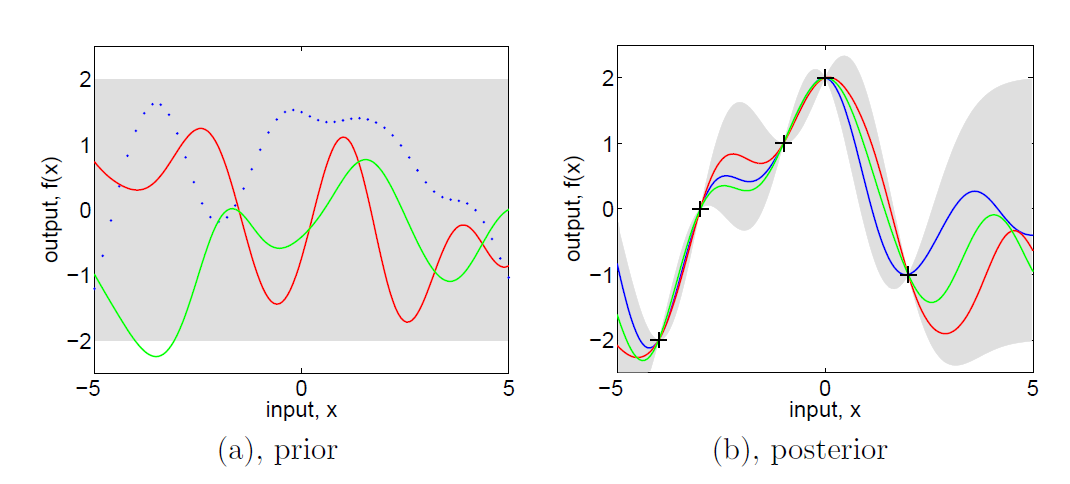 output, f(x)
2
1
0
−1
−2
−5
0
5
input, x
(a), prior
output, f(x)
2
1
0
−1
−2
−5
0
5
input, x
(b), posterior